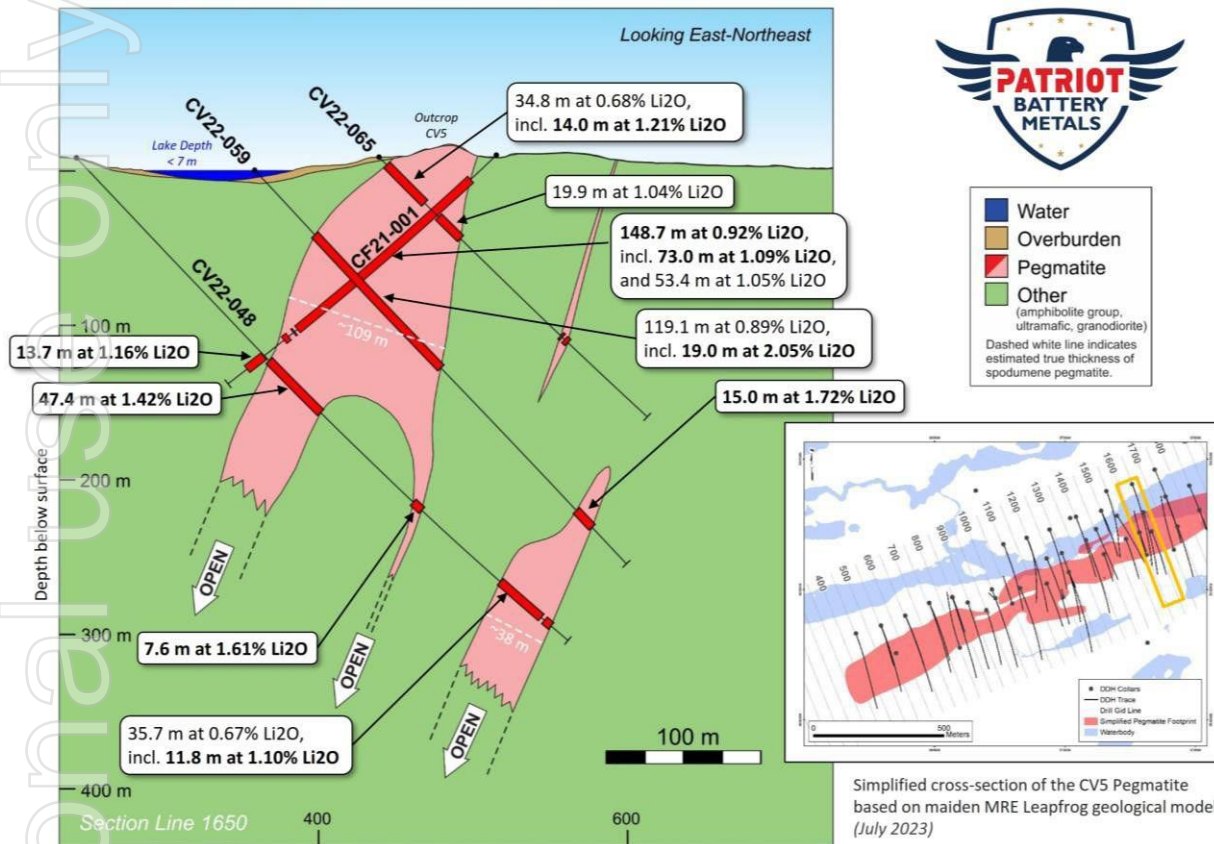 Looking East-Northeast
PATRIOT
BATTERY
METALS
CV22-059
CV22-065
Outcrop
CV5
Lake Depth
< 7 m
34.8 m at 0.68% Li2O,
incl. 14.0 m at 1.21% Li2O
19.9 m at 1.04% Li2O
CF21-001
148.7 m at 0.92% Li2O,
incl. 73.0 m at 1.09% Li2O,
and 53.4 m at 1.05% Li2O
CV22-048
~109 m
119.1 m at 0.89% Li2O,
incl. 19.0 m at 2.05% Li2O
13.7 m at 1.16% Li2O
47.4 m at 1.42% Li2O
15.0 m at 1.72% Li2O
7.6 m at 1.61% Li2O
~38 m
35.7 m at 0.67% Li2O,
incl. 11.8 m at 1.10% Li2O
OPEN
OPEN
OPEN
Depth below surface
100 m
200 m
300 m
400 m
100 m
Section Line 1650
400
600
Water
Overburden
Pegmatite
Other
(amphibolite group,
ultramafic, granodiorite)
Dashed white line indicates
estimated true thickness of
spodumene pegmatite.
400
500
600
700
800
900
1000
1100
1200
1300
1400
1500
1600
1700
0
500
Meters
DDH Collars
DDH Trace
Drill Gid Line
Simplified Pegmatite Footprint
Waterbody
Simplified cross-section of the CV5 Pegmatite
based on maiden MRE Leapfrog geological model
(July 2023)
onal use only